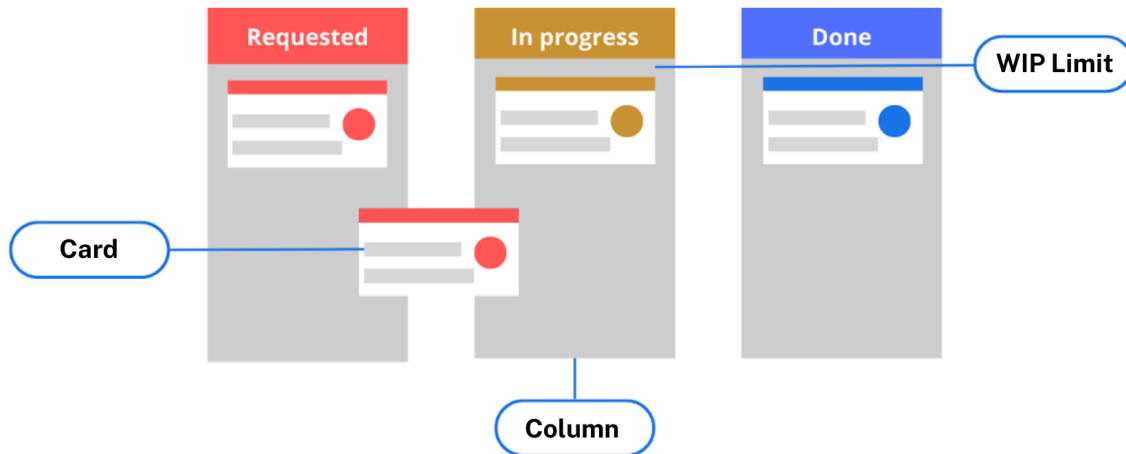 Requested
In progress
Done
WIP Limit
Card
Column